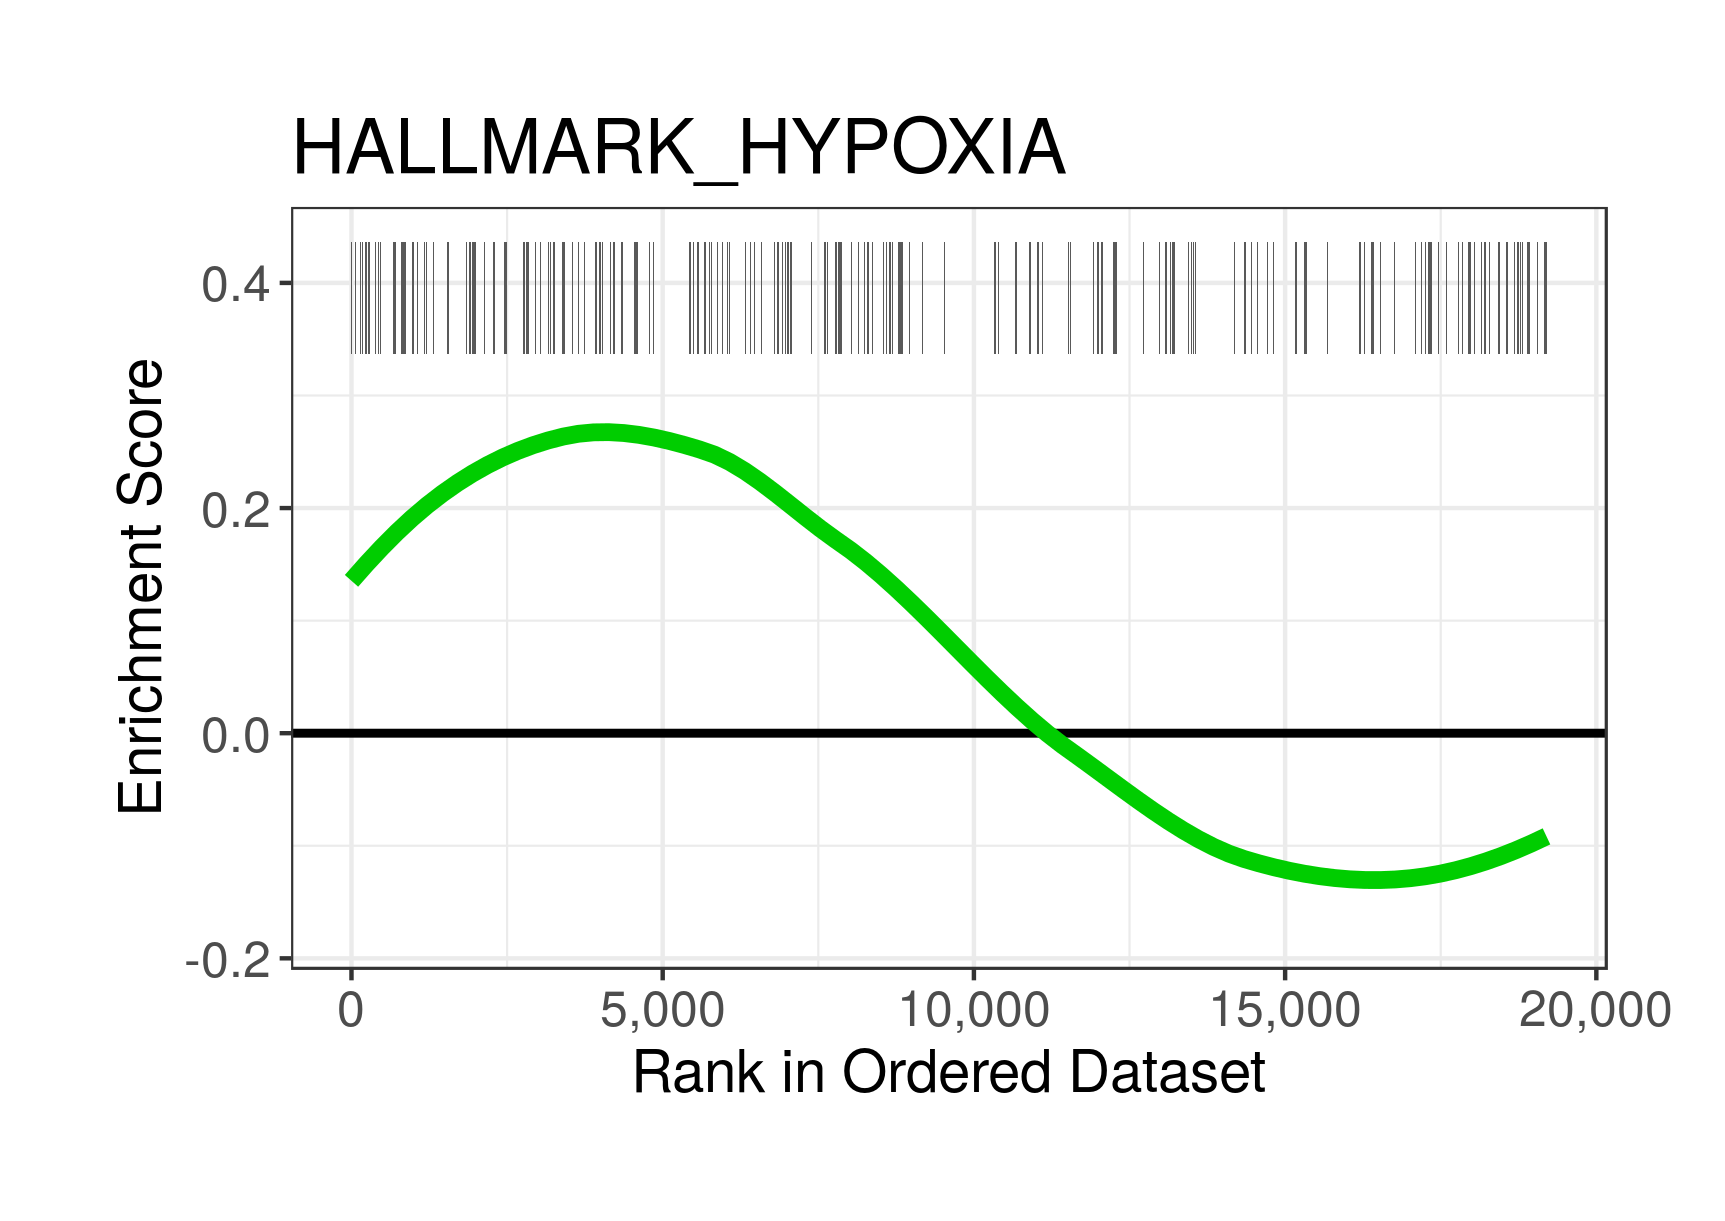 HALLMARK_HYPOXIA
Enrichment Score
0.4
0.2
0.0
-0.2
0 5,000 10,000 15,000 20,000
Rank in Ordered Dataset